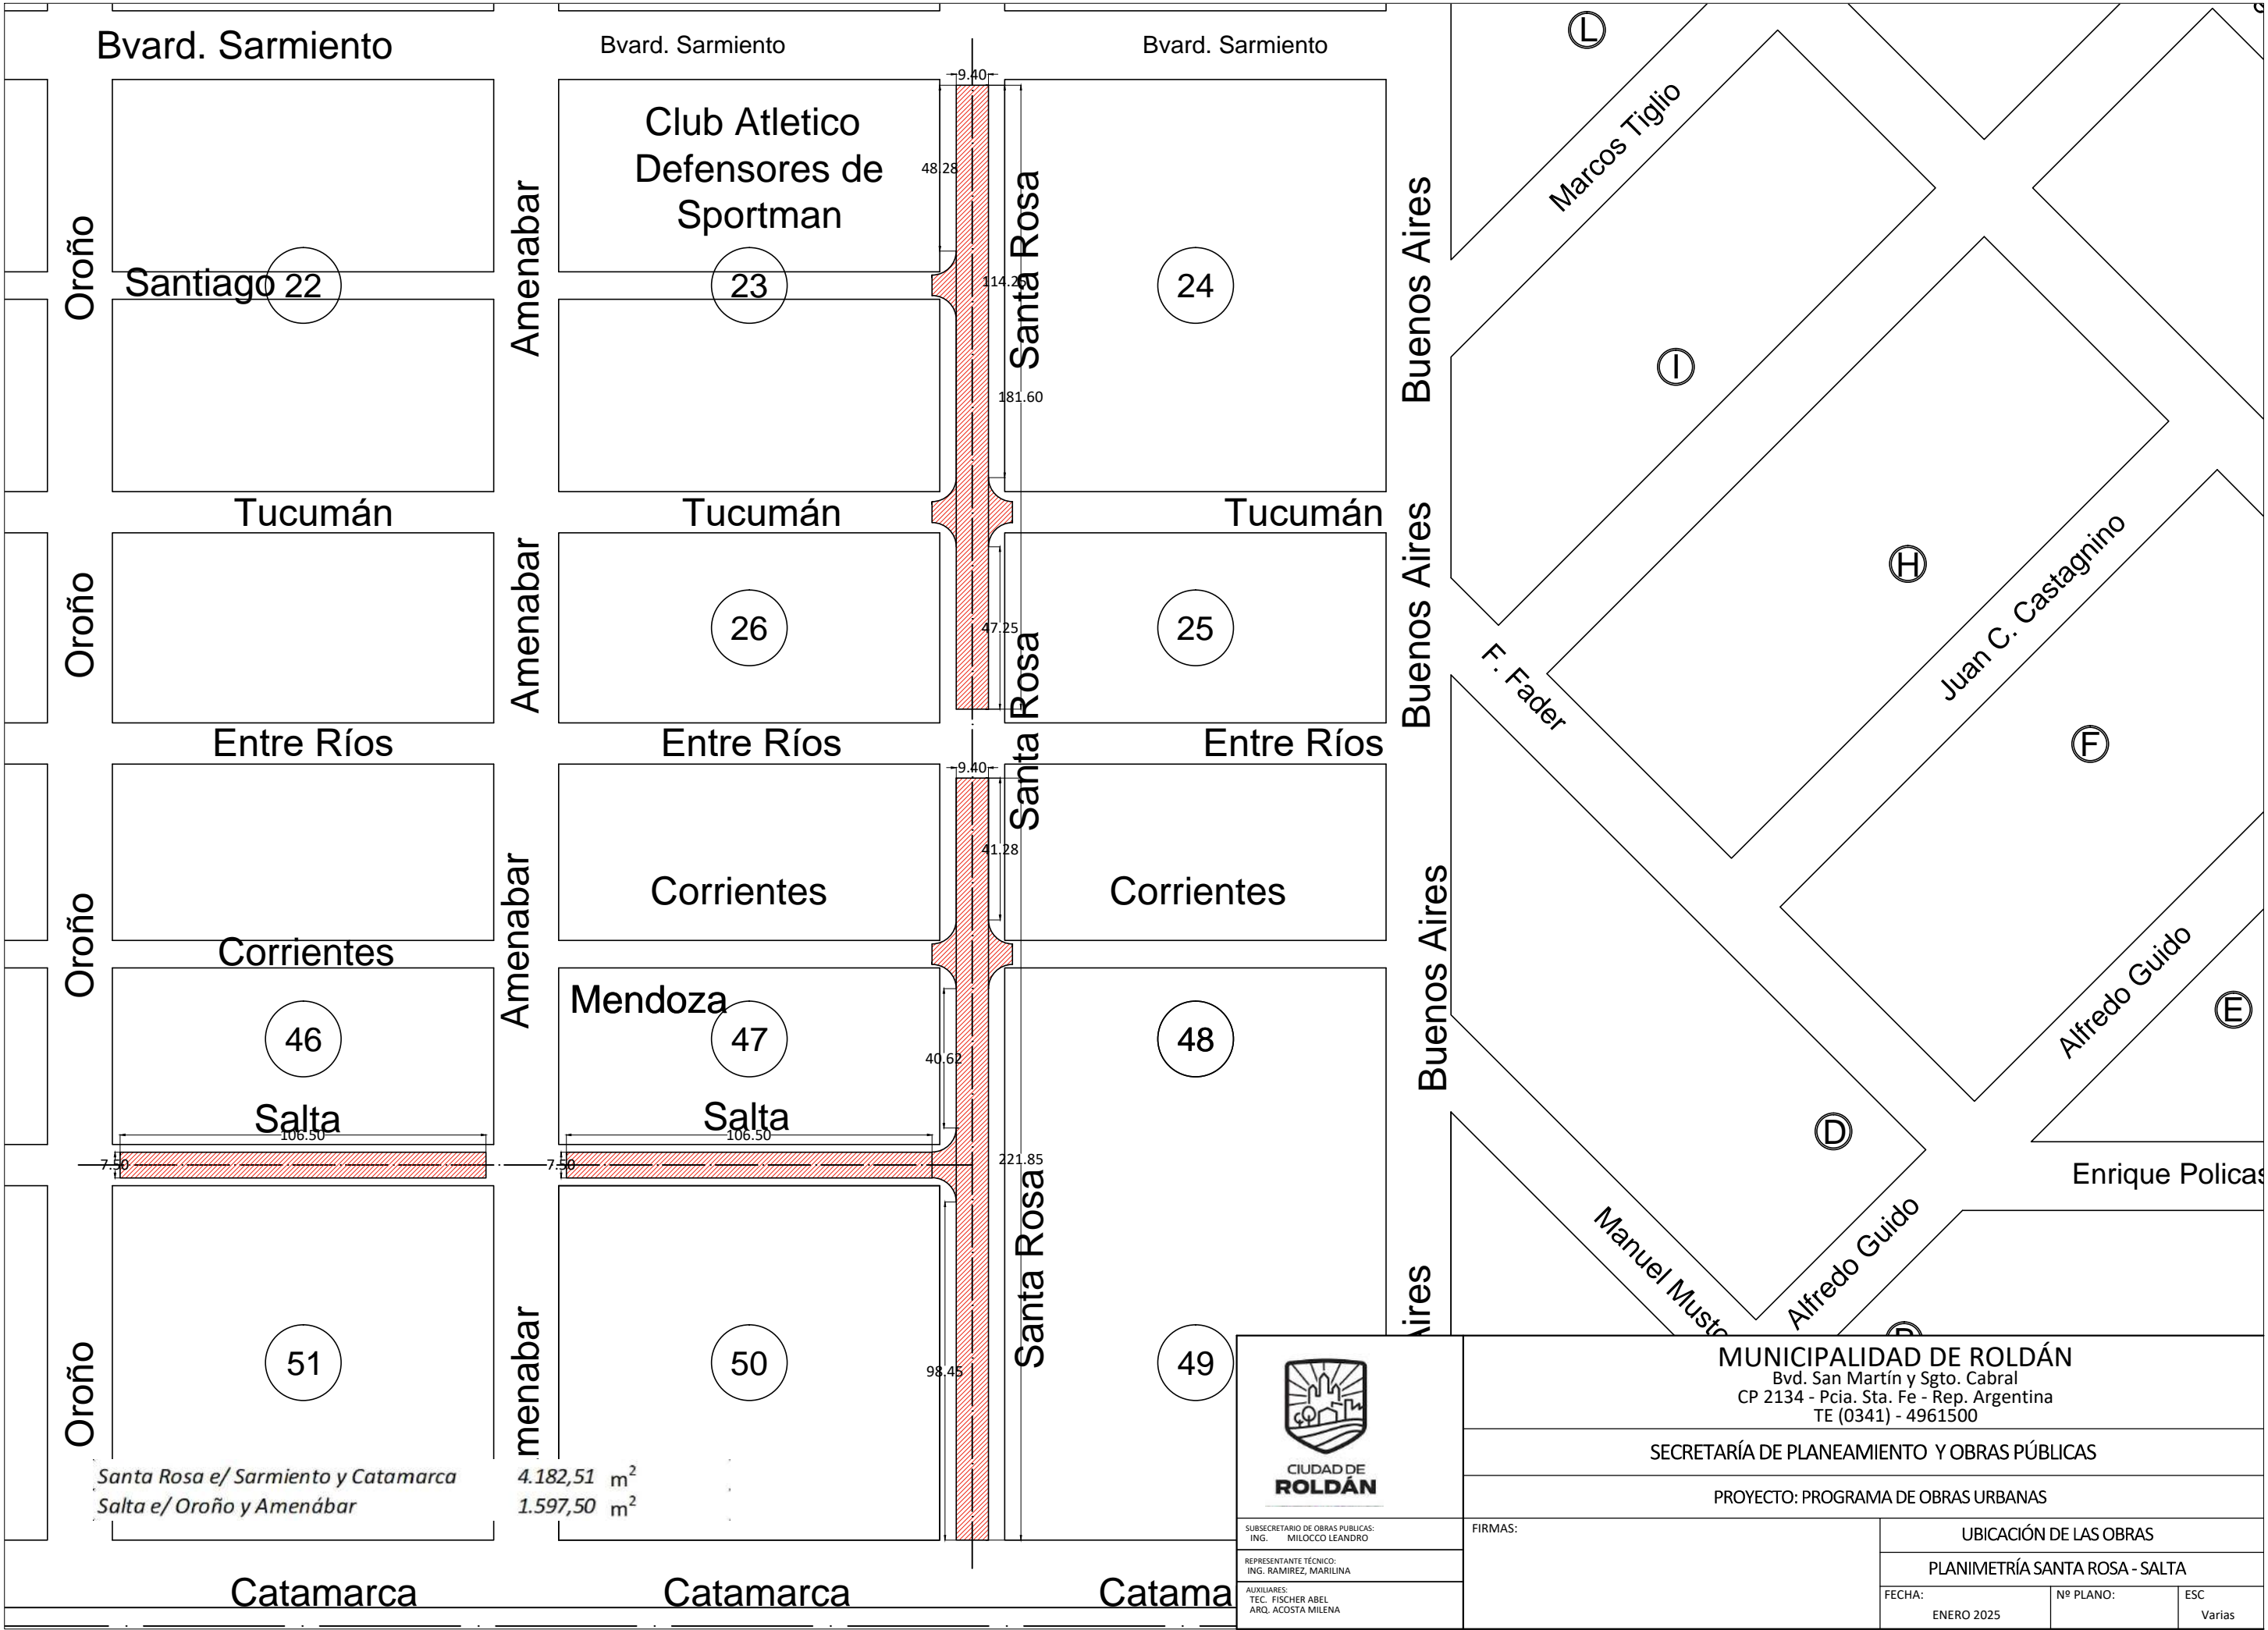 Bvard. Sarmiento
Bvard. Sarmiento
Bvard. Sarmiento
9.40
Club Atletico
Defensores de
Sportman
48.28
Oroño
Amenabar
Santa Rosa
Buenos Aires
Marcos Tiglio
L
I
Santiago
22
23
24
181.60
Tucumán
Tucumán
Tucumán
Oroño
Amenabar
26
47.25
25
Santa Rosa
Buenos Aires
F. Fader
H
Juan C. Castagnino
F
Entre Ríos
Entre Ríos
Entre Ríos
9.40
41.28
Corrientes
Corrientes
Corrientes
Oroño
Amenabar
Buenos Aires
Mendoza
46
47
48
40.62
Alfredo Guido
E
D
Salta
Salta
106.50
106.50
7.50
7.50
221.85
Santa Rosa
Enrique Policas
Manuel Musto
Alfredo Guido
51
50
49
98.45
Oroño
menabar
Aires
Santa Rosa e/ Sarmiento y Catamarca 4.182,51 m²
Salta e/ Oroño y Amenábar 1.597,50 m²
Catamarca
Catamarca
Catama
CIUDAD DE
ROLDÁN
MUNICIPALIDAD DE ROLDÁN
Bvd. San Martín y Sgto. Cabral
CP 2134 - Pcia. Sta. Fe - Rep. Argentina
TE (0341) - 4961500
SECRETARÍA DE PLANEAMIENTO Y OBRAS PÚBLICAS
PROYECTO: PROGRAMA DE OBRAS URBANAS
SUBSECRETARIO DE OBRAS PUBLICAS:
ING. MILOCCO LEANDRO
REPRESENTANTE TÉCNICO:
ING. RAMIREZ, MARILINA
AUXILIARES:
TEC. FISCHER ABEL
ARQ. ACOSTA MILENA
FIRMAS:
UBICACIÓN DE LAS OBRAS
PLANIMETRÍA SANTA ROSA - SALTA
FECHA:
ENERO 2025
Nº PLANO:
ESC
Varias